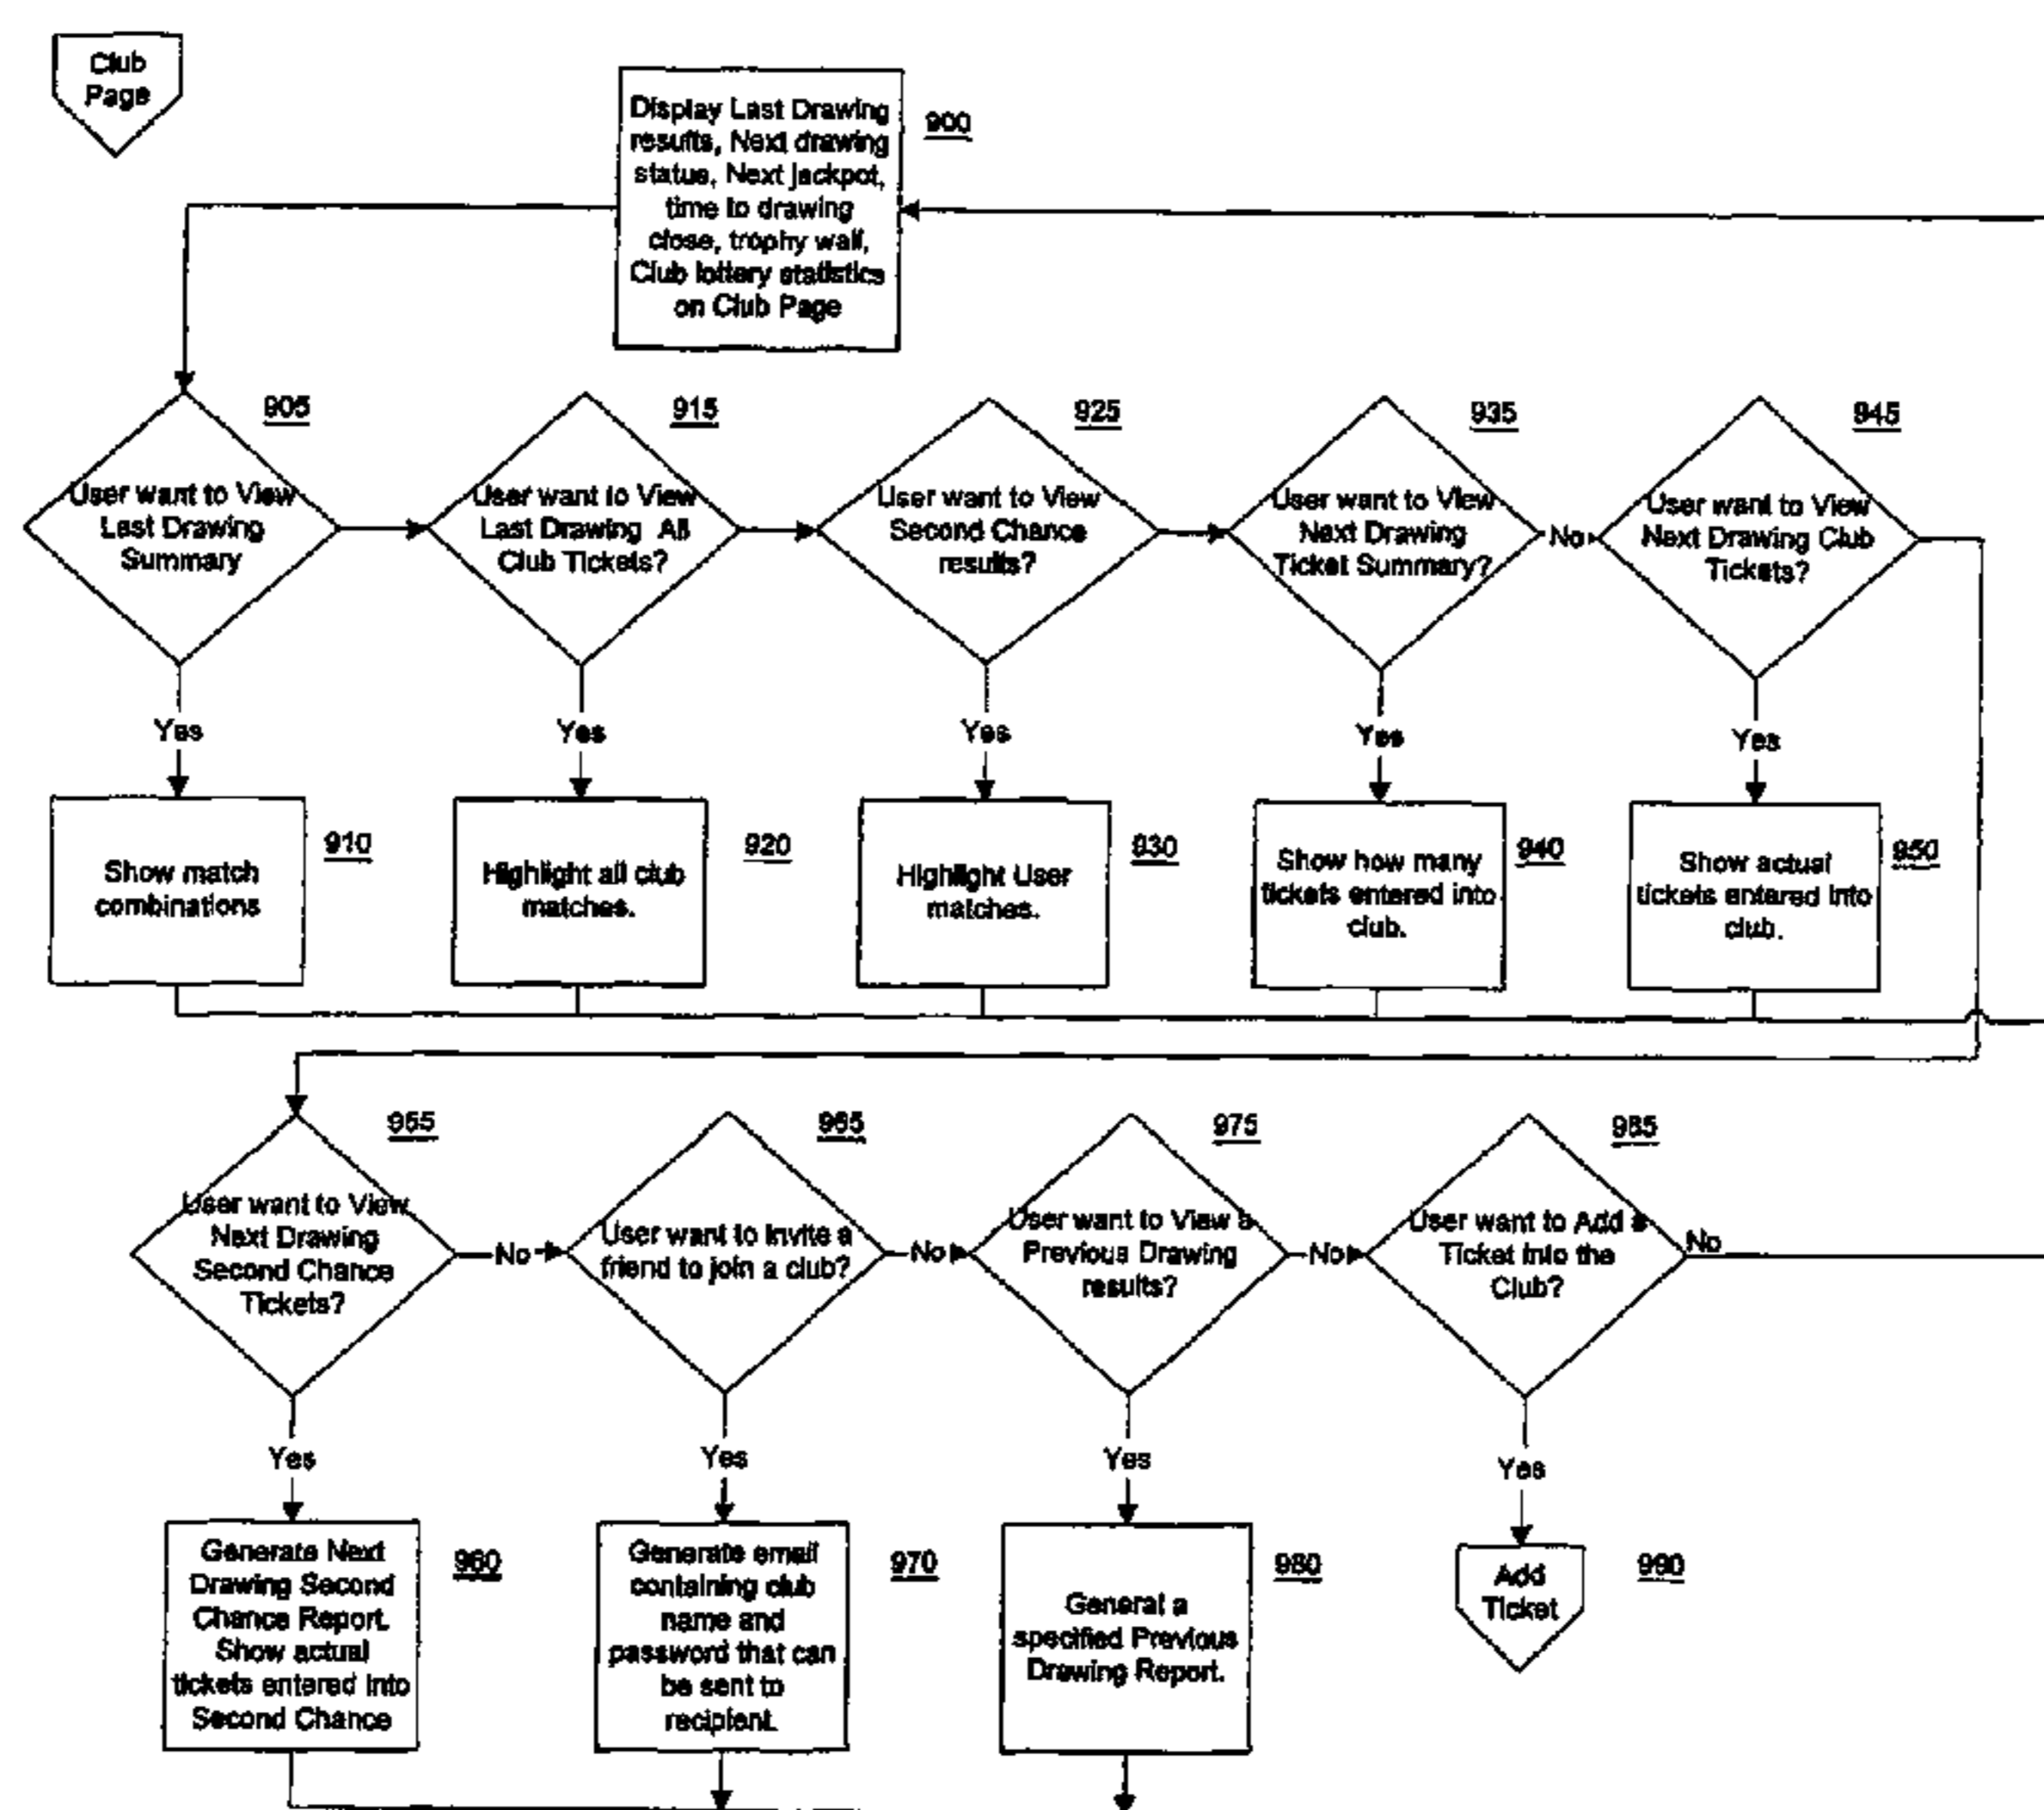 Club
Page
Display Last Drawing
results, Next drawing
status, Next jackpot,
time to drawing
close, trophy wall,
Club lottery statistics
on Club Page
900
905
915
925
935
945
User want to View
Last Drawing
Summary
User want to View
Last Drawing All
Club Tickets?
User want to View
Second Chance
results?
User want to View
Next Drawing
Ticket Summary?
No
User want to View
Next Drawing Club
Tickets?
Yes
Yes
Yes
Yes
Yes
Show match
combinations
910
Highlight all club
matches.
920
Highlight User
matches.
930
Show how many
tickets entered into
club.
940
Show actual
tickets entered into
club.
950
955
965
975
985
User want to View
Next Drawing
Second Chance
Tickets?
No
User want to invite a
friend to join a club?
No
User want to View a
Previous Drawing
results?
No
User want to Add a
Ticket into the
Club?
No
Yes
Yes
Yes
Yes
Generate Next
Drawing Second
Chance Report.
Show actual
tickets entered into
Second Chance
960
Generate email
containing club
name and
password that can
be sent to
recipient.
970
General a
specified Previous
Drawing Report.
980
Add
Ticket
990